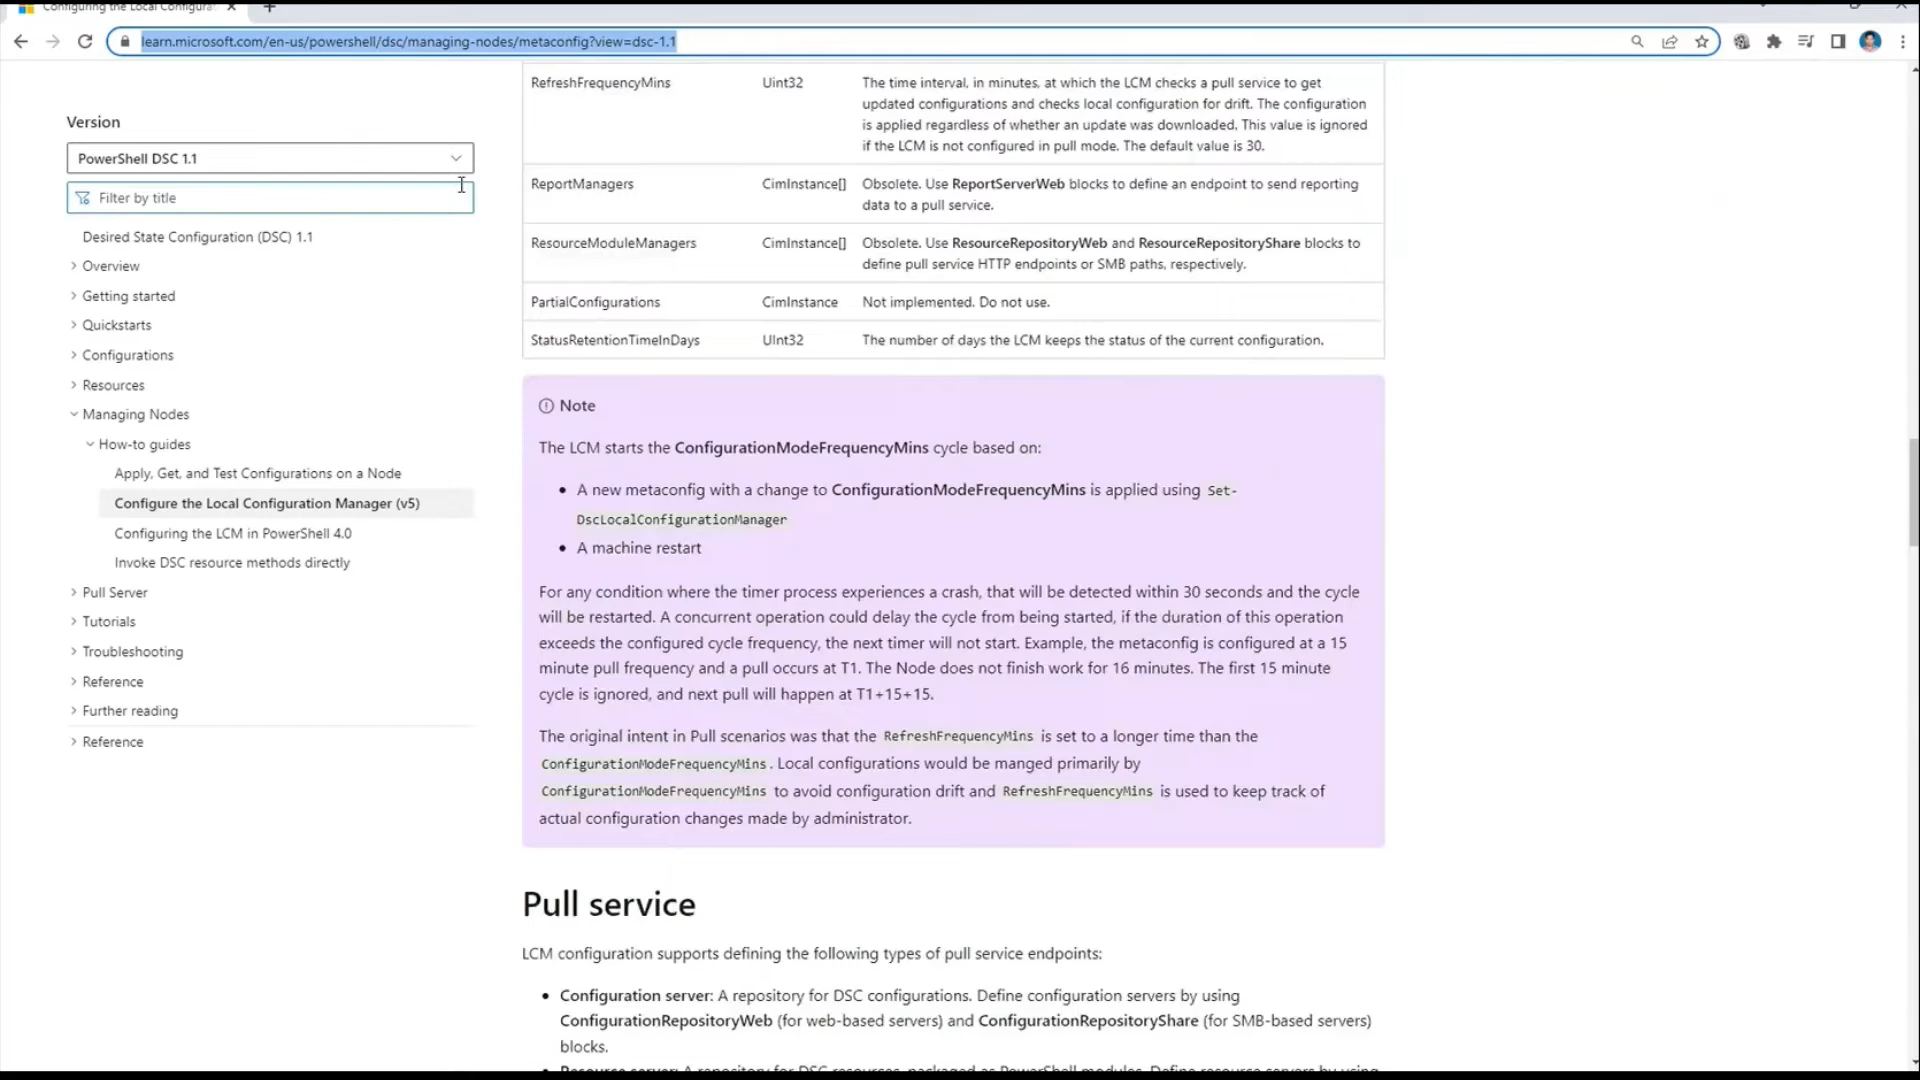 Configuring the Local Configura
learn.microsoft.com/en-us/powershell/dsc/managing-nodes/metaconfig?view=dsc-1.1
Version
PowerShell DSC 1.1
Filter by title
Desired State Configuration (DSC) 1.1
Overview
Getting started
Quickstarts
Configurations
Resources
Managing Nodes
How-to guides
Apply, Get, and Test Configurations on a Node
Configure the Local Configuration Manager (v5)
Configuring the LCM in PowerShell 4.0
Invoke DSC resource methods directly
Pull Server
Tutorials
Troubleshooting
Reference
Further reading
Reference
RefreshFrequencyMins Uint32 The time interval, in minutes, at which the LCM checks a pull service to get
updated configurations and checks local configuration for drift. The configuration
is applied regardless of whether an update was downloaded. This value is ignored
if the LCM is not configured in pull mode. The default value is 30.
ReportManagers CimInstance[] Obsolete. Use ReportServerWeb blocks to define an endpoint to send reporting
data to a pull service.
ResourceModuleManagers CimInstance[] Obsolete. Use ResourceRepositoryWeb and ResourceRepositoryShare blocks to
define pull service HTTP endpoints or SMB paths, respectively.
PartialConfigurations CimInstance Not implemented. Do not use.
StatusRetentionTimeInDays UInt32 The number of days the LCM keeps the status of the current configuration.
Note
The LCM starts the ConfigurationModeFrequencyMins cycle based on:
• A new metaconfig with a change to ConfigurationModeFrequencyMins is applied using Set-
DscLocalConfigurationManager
• A machine restart
For any condition where the timer process experiences a crash, that will be detected within 30 seconds and the cycle
will be restarted. A concurrent operation could delay the cycle from being started, if the duration of this operation
exceeds the configured cycle frequency, the next timer will not start. Example, the metaconfig is configured at a 15
minute pull frequency and a pull occurs at T1. The Node does not finish work for 16 minutes. The first 15 minute
cycle is ignored, and next pull will happen at T1+15+15.
The original intent in Pull scenarios was that the RefreshFrequencyMins is set to a longer time than the
ConfigurationModeFrequencyMins. Local configurations would be manged primarily by
ConfigurationModeFrequencyMins to avoid configuration drift and RefreshFrequencyMins is used to keep track of
actual configuration changes made by administrator.
Pull service
LCM configuration supports defining the following types of pull service endpoints:
• Configuration server: A repository for DSC configurations. Define configuration servers by using
ConfigurationRepositoryWeb (for web-based servers) and ConfigurationRepositoryShare (for SMB-based servers)
blocks.
• Resource server: A repository for DSC resources, packaged as PowerShell modules. Define resource servers by using